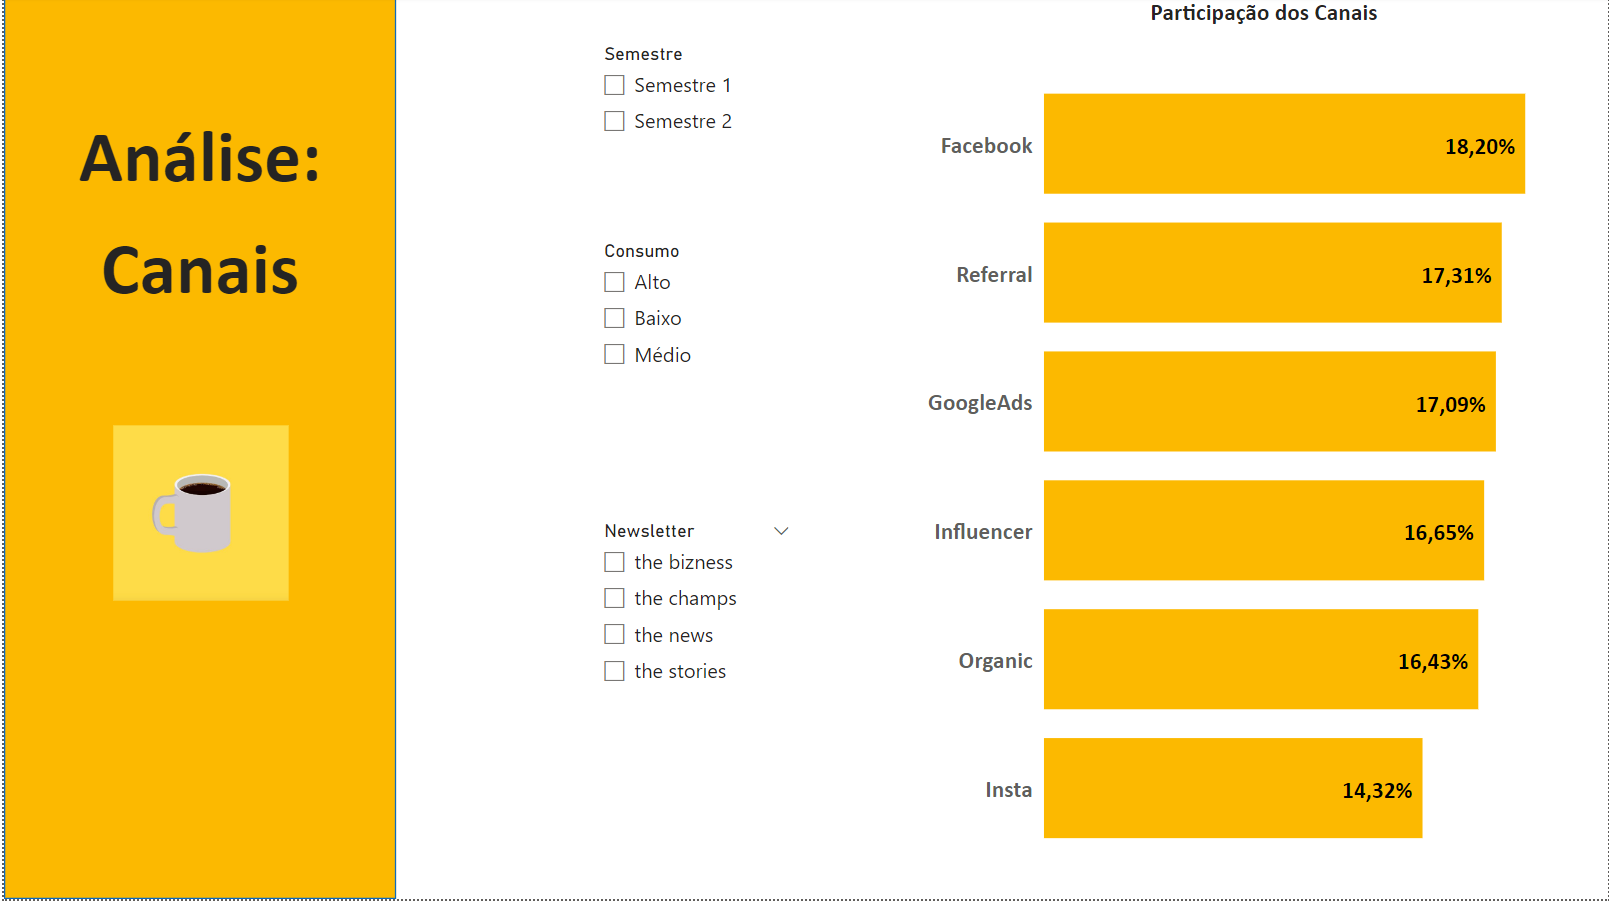 Análise:
Canais
Semestre
Semestre 1
Semestre 2
Consumo
Alto
Baixo
Médio
Newsletter
the bizness
the champs
the news
the stories
Participação dos Canais
Facebook 18,20%
Referral 17,31%
GoogleAds 17,09%
Influencer 16,65%
Organic 16,43%
Insta 14,32%